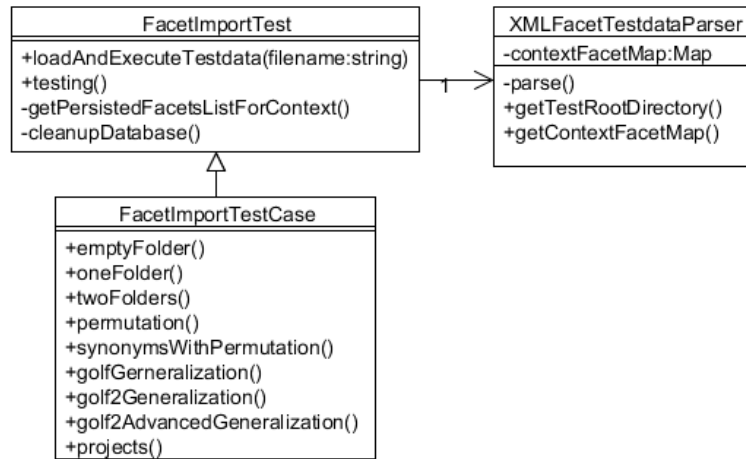 FacetImportTest
+loadAndExecuteTestdata(filename:string)
+testing()
-getPersistedFacetsListForContext()
-cleanupDatabase()
1
XMLFacetTestdataParser
-contextFacetMap:Map
-parse()
+getTestRootDirectory()
+getContextFacetMap()
FacetImportTestCase
+emptyFolder()
+oneFolder()
+twoFolders()
+permutation()
+synonymsWithPermutation()
+golfGerneralization()
+golf2Generalization()
+golf2AdvancedGeneralization()
+projects()